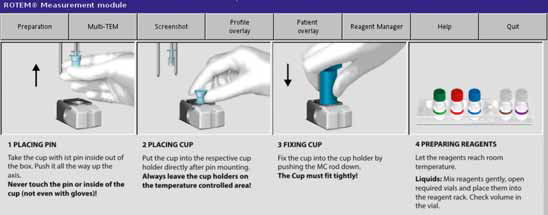 ROTEM® Measurement module
Preparation Multi-TEM Screenshot Profile overlay Patient overlay Reagent Manager Help Quit
1 PLACING PIN
Take the cup with ist pin inside out of
the box. Push it all the way up the
axis.
Never touch the pin or inside of the
cup (not even with gloves)!
2 PLACING CUP
Put the cup into the respective cup
holder directly after pin mounting.
Always leave the cup holders on
the temperature controlled area!
3 FIXING CUP
Fix the cup into the cup holder by
pushing the MC rod down.
The Cup must fit tightly!
4 PREPARING REAGENTS
Let the reagents reach room
temperature.
Liquids: Mix reagents gently, open
required vials and place them into
the reagent rack. Check volume in
the vial.